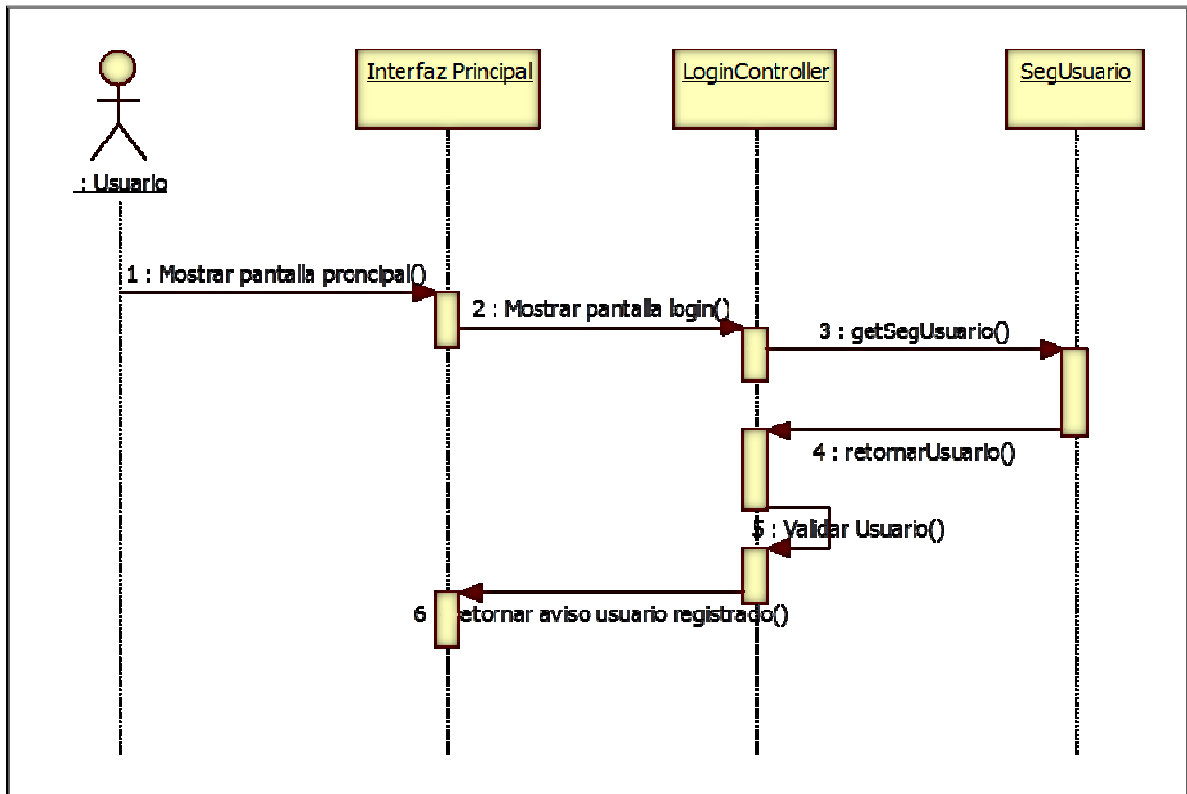 Interfaz Principal
LoginController
SegUsuario
: Usuario
1 : Mostrar pantalla proncipal()
2 : Mostrar pantalla login()
3 : getSegUsuario()
4 : retornarUsuario()
5 : Validar Usuario()
6 etornar aviso usuario registrado()